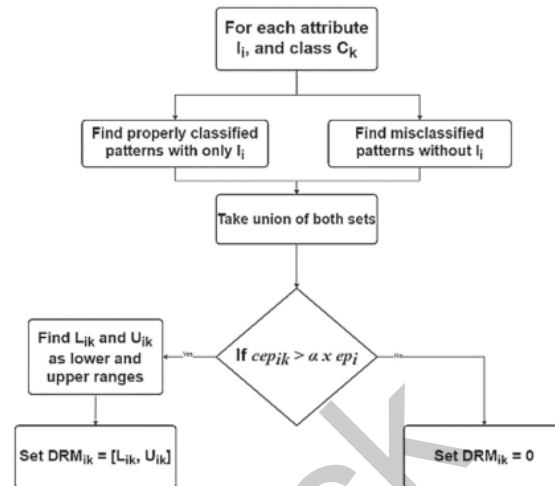 For each attribute
Iᵢ, and class Cₖ
Find properly classified
patterns with only Iᵢ
Find misclassified
patterns without Iᵢ
Take union of both sets
Find Lᵢₖ and Uᵢₖ
as lower and
upper ranges
Yes
If cepᵢₖ > α x epᵢ
No
Set DRMᵢₖ = [Lᵢₖ, Uᵢₖ]
Set DRMᵢₖ = 0